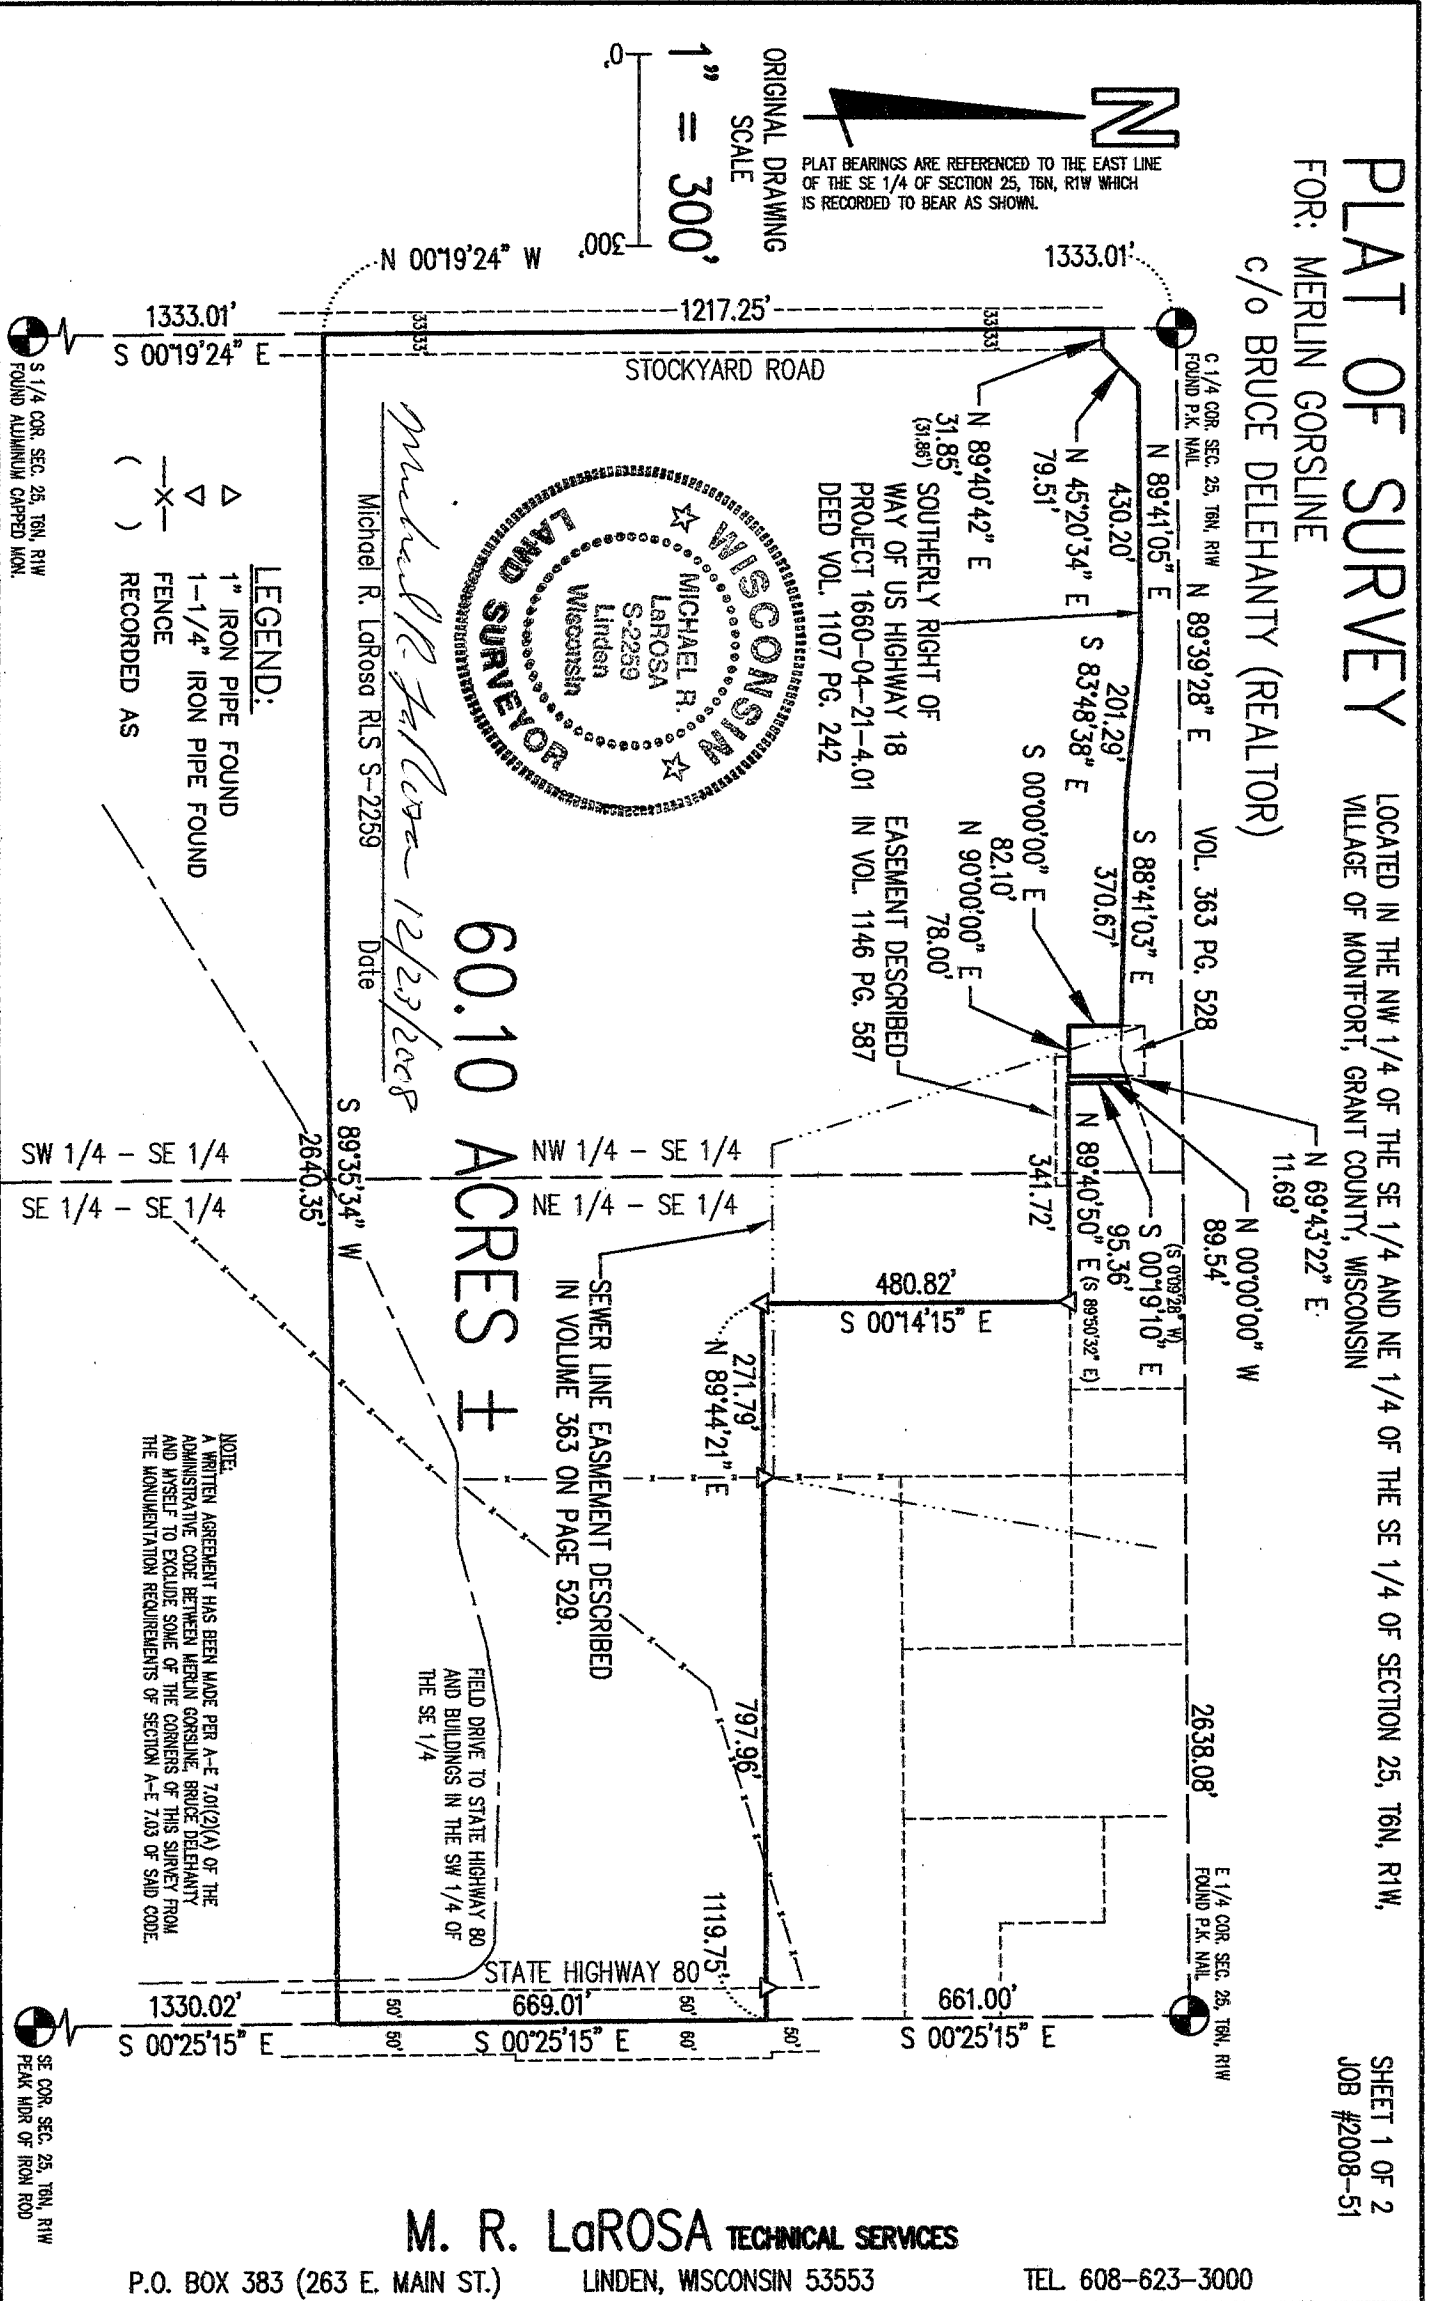 PLAT OF SURVEY
FOR: MERLIN GORSLINE
c/o BRUCE DELEHANTY (REALTOR)
LOCATED IN THE NW 1/4 OF THE SE 1/4 AND NE 1/4 OF THE SE 1/4 OF SECTION 25, T6N, R1W,
VILLAGE OF MONTFORT, GRANT COUNTY, WISCONSIN
SHEET 1 OF 2
JOB #2008-51
N
PLAT BEARINGS ARE REFERENCED TO THE EAST LINE
OF THE SE 1/4 OF SECTION 25, T6N, R1W WHICH
IS RECORDED TO BEAR AS SHOWN.
ORIGINAL DRAWING
SCALE
1" = 300'
0'
300'
C 1/4 COR. SEC. 25, T6N, R1W
FOUND P.K. NAIL
N 89°39'28" E
2638.08'
E 1/4 COR. SEC. 25, T6N, R1W
FOUND P.K. NAIL
1333.01'
N 89°41'05" E
430.20'
N 45°20'34" E
79.51'
N 89°40'42" E
31.85'
(31.86')
201.29'
S 83°48'38" E
S 88°41'03" E
370.67'
VOL. 363 PG. 528
S 00°00'00" E
82.10'
N 90°00'00" E
78.00'
N 69°43'22" E
11.69'
N 00°00'00" W
89.54'
(S 0°09'28" W)
S 00°19'10" E
95.36'
N 89°40'50" E (S 89°50'32" E)
341.72'
SOUTHERLY RIGHT OF
WAY OF US HIGHWAY 18
PROJECT 1660-04-21-4.01
DEED VOL. 1107 PG. 242
EASEMENT DESCRIBED
IN VOL. 1146 PG. 587
480.82'
S 00°14'15" E
271.79'
N 89°44'21" E
797.96'
1119.75'
SEWER LINE EASMEMENT DESCRIBED
IN VOLUME 363 ON PAGE 529.
1217.25'
STOCKYARD ROAD
33'
33'
33'
33'
N 00°19'24" W
1333.01'
S 00°19'24" E
S 1/4 COR. SEC. 25, T6N, R1W
FOUND ALUMINUM CAPPED MON.
WISCONSIN
MICHAEL R.
LaROSA
S-2259
Linden
Wisconsin
LAND SURVEYOR
Michael R. LaRosa 12/23/2008
Michael R. LaRosa RLS S-2259
Date
60.10 ACRES ±
NW 1/4 - SE 1/4
NE 1/4 - SE 1/4
SW 1/4 - SE 1/4
SE 1/4 - SE 1/4
S 89°35'34" W
2640.35'
FIELD DRIVE TO STATE HIGHWAY 80
AND BUILDINGS IN THE SW 1/4 OF
THE SE 1/4
STATE HIGHWAY 80
661.00'
S 00°25'15" E
669.01'
S 00°25'15" E
1330.02'
S 00°25'15" E
50'
50'
60'
50'
50'
SE COR. SEC. 25, T6N, R1W
PEAK MDR OF IRON ROD
LEGEND:
1" IRON PIPE FOUND
1-1/4" IRON PIPE FOUND
—X— FENCE
( ) RECORDED AS
NOTE:
A WRITTEN AGREEMENT HAS BEEN MADE PER A-E 7.01(2)(A) OF THE
ADMINISTRATIVE CODE BETWEEN MERLIN GORSLINE, BRUCE DELEHANTY
AND MYSELF TO EXCLUDE SOME OF THE CORNERS OF THIS SURVEY FROM
THE MONUMENTATION REQUIREMENTS OF SECTION A-E 7.03 OF SAID CODE.
M. R. LaROSA TECHNICAL SERVICES
P.O. BOX 383 (263 E. MAIN ST.) LINDEN, WISCONSIN 53553 TEL. 608-623-3000